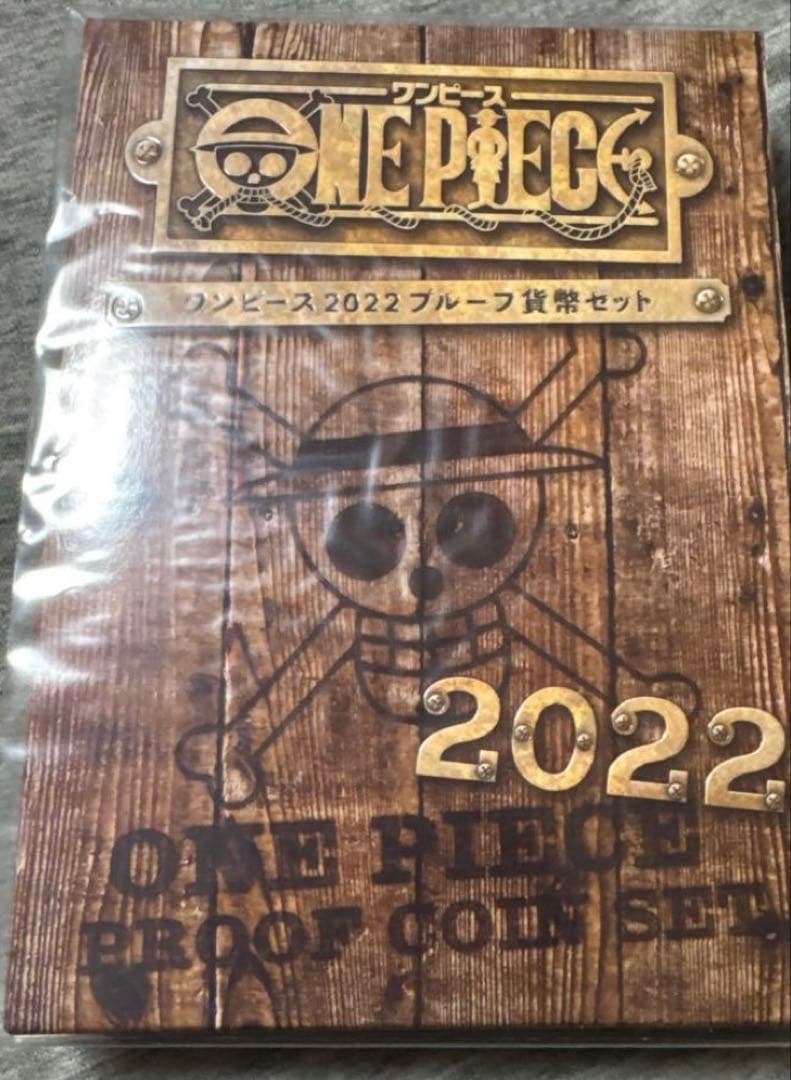 ワンピース
ONE PIECE
ワンピース2022プルーフ貨幣セット
2022
ONE PIECE
PROOF COIN SET